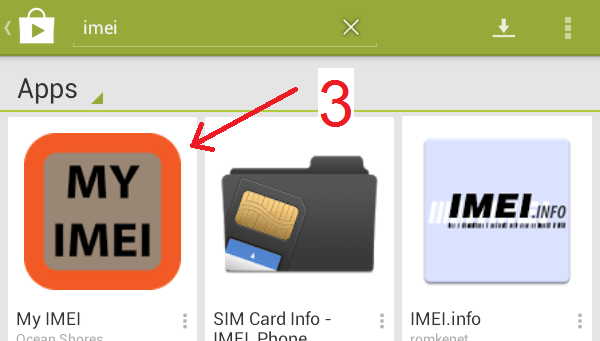 imei
Apps
3
MY
IMEI
IMEI.INFO
My IMEI
SIM Card Info -
IMEI.info
Ocean Shores
IMEI, Phone
romkenet